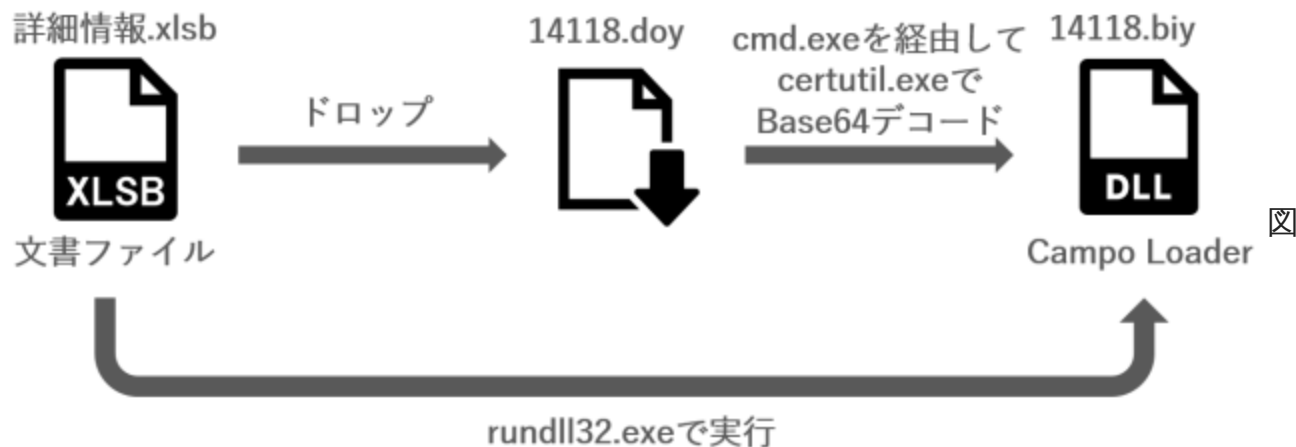 詳細情報.xlsb
XLSB
文書ファイル
ドロップ
14118.doy
cmd.exeを経由して
certutil.exeで
Base64デコード
14118.biy
DLL
Campo Loader
rundll32.exeで実行
図